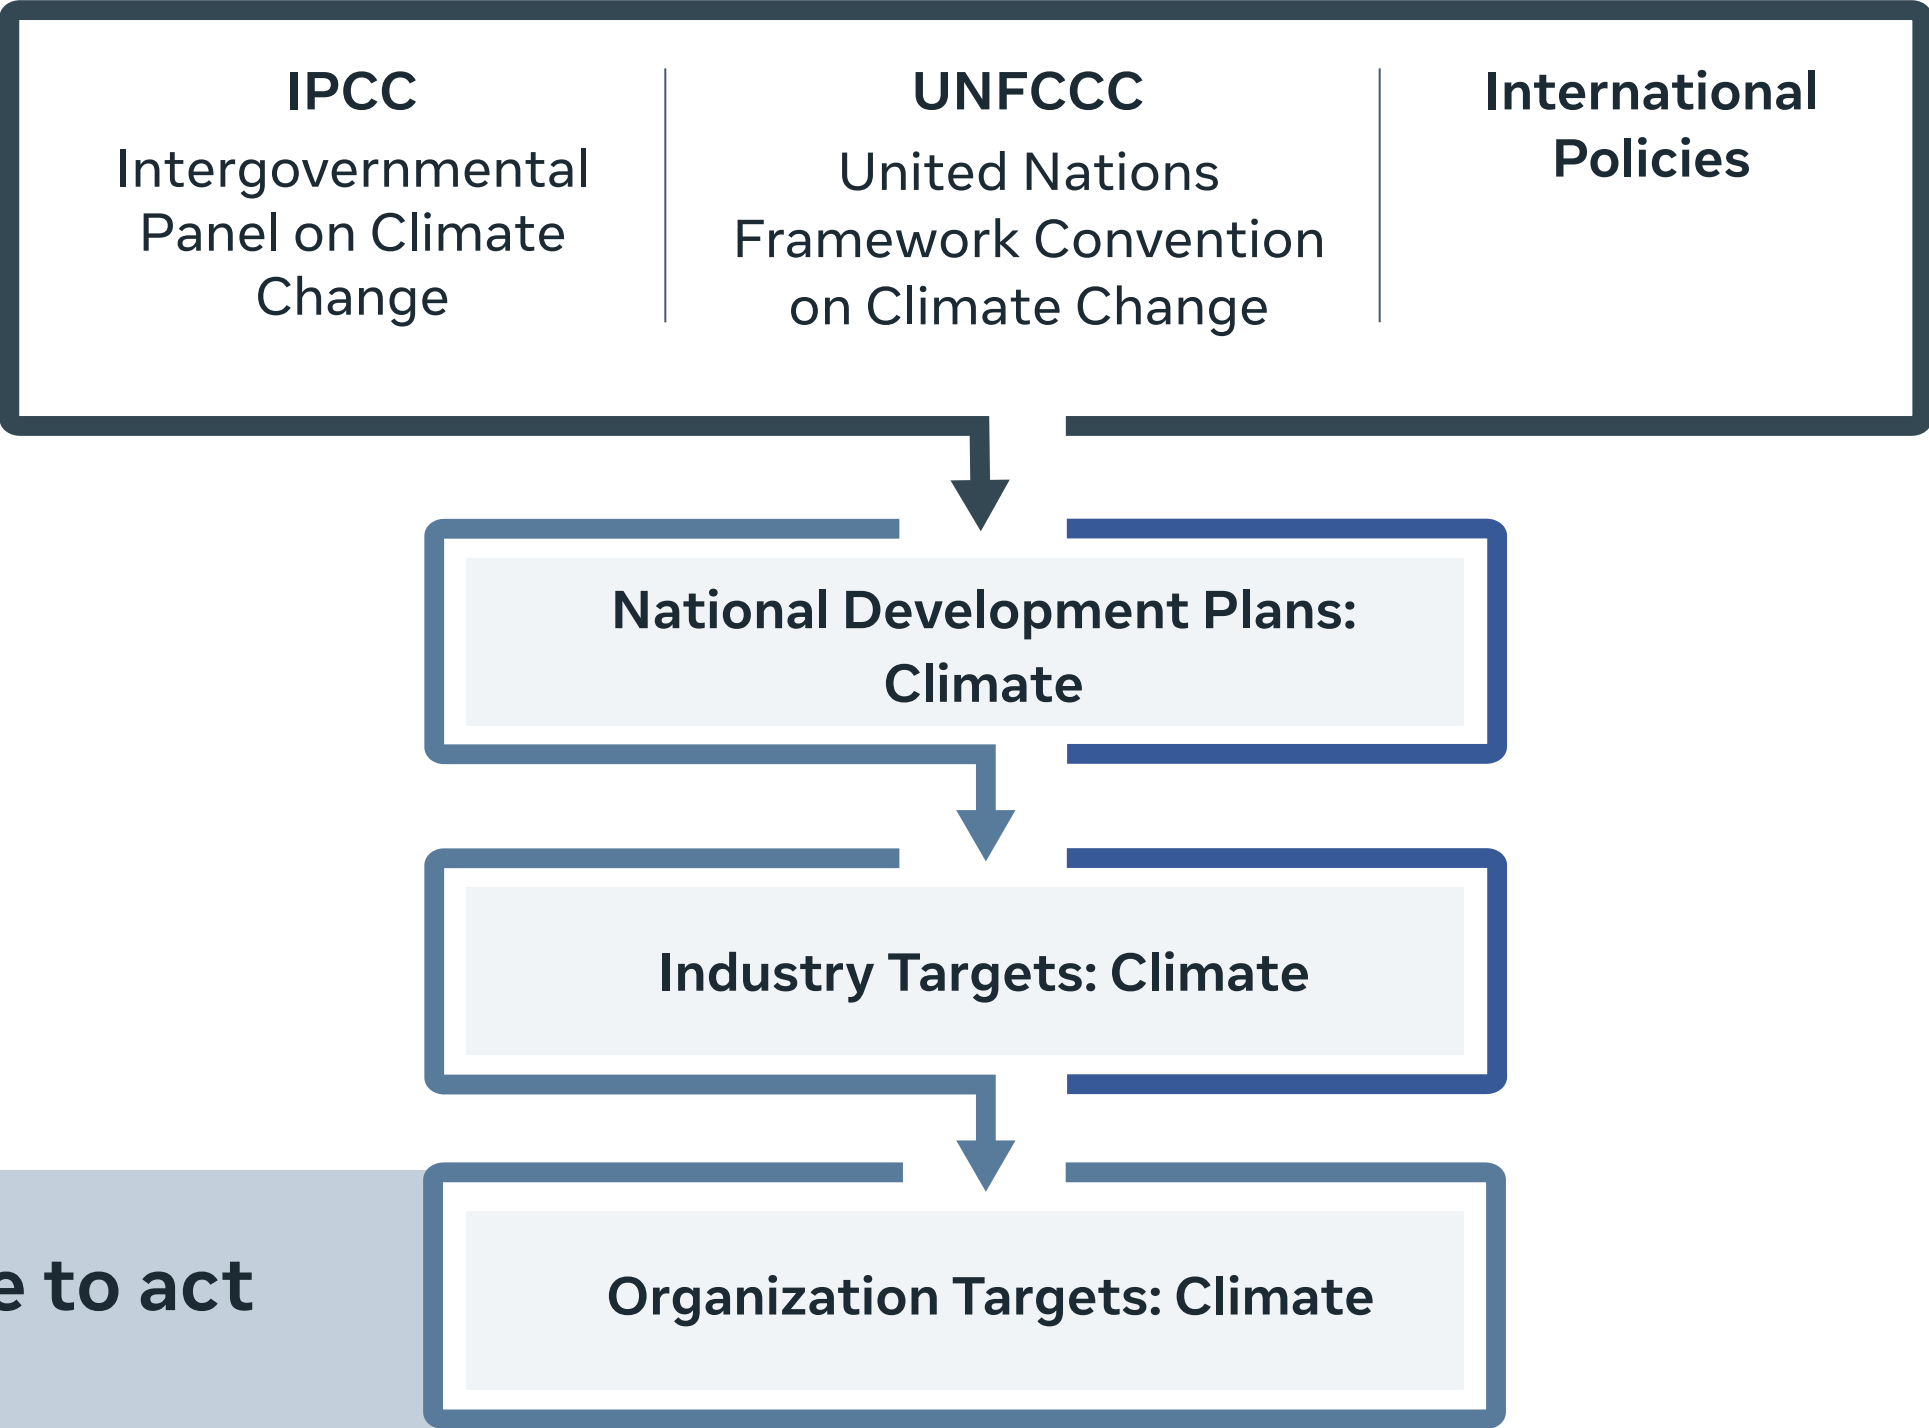 IPCC
Intergovernmental
Panel on Climate
Change
UNFCCC
United Nations
Framework Convention
on Climate Change
International
Policies
National Development Plans:
Climate
Industry Targets: Climate
to act
Organization Targets: Climate